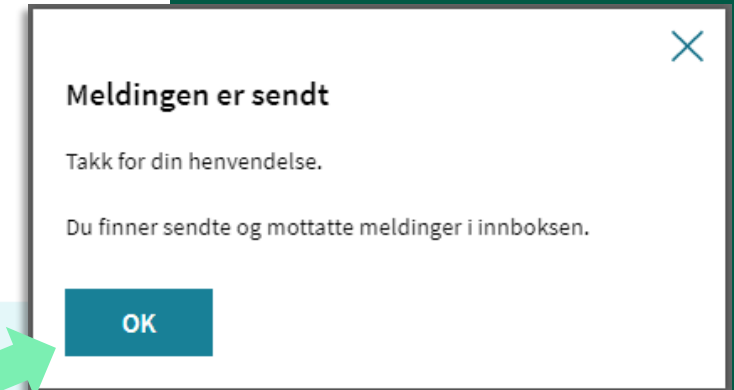 Meldingen er sendt
Takk for din henvendelse.
Du finner sendte og mottatte meldinger i innboksen.
OK